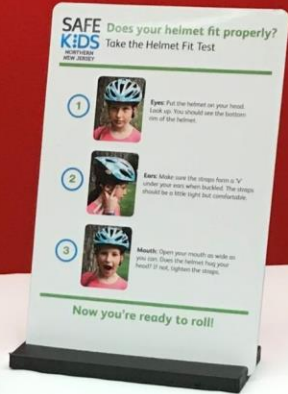 SAFE
KiDS
NORTHERN
NEW JERSEY
Does your helmet fit properly?
Take the Helmet Fit Test
1
Eyes: Put the helmet on your head.
Look up. You should see the bottom
rim of the helmet.
2
Ears: Make sure the straps form a 'V'
under your ears when buckled. The straps
should be a little tight but comfortable.
3
Mouth: Open your mouth as wide as
you can. Does the helmet hug your
head? If not, tighten the straps.
Now you're ready to roll!